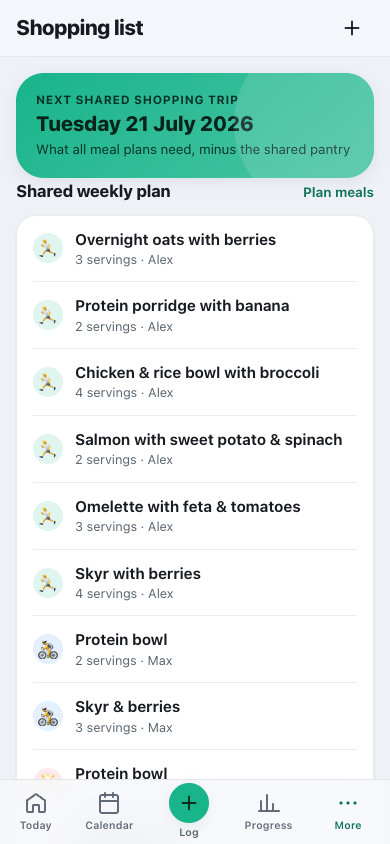 Shopping list
NEXT SHARED SHOPPING TRIP
Tuesday 21 July 2026
What all meal plans need, minus the shared pantry
Shared weekly plan
Plan meals
Overnight oats with berries
3 servings · Alex
Protein porridge with banana
2 servings · Alex
Chicken & rice bowl with broccoli
4 servings · Alex
Salmon with sweet potato & spinach
2 servings · Alex
Omelette with feta & tomatoes
3 servings · Alex
Skyr with berries
4 servings · Alex
Protein bowl
2 servings · Max
Skyr & berries
3 servings · Max
Protein bowl
Today
Calendar
Log
Progress
More